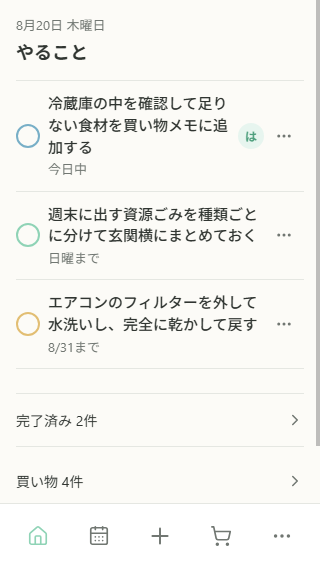 8月20日 木曜日
やること
冷蔵庫の中を確認して足り
ない食材を買い物メモに追
加する
今日中
は
週末に出す資源ごみを種類ごと
に分けて玄関横にまとめておく
日曜まで
エアコンのフィルターを外して
水洗いし、完全に乾かして戻す
8/31まで
完了済み 2件
買い物 4件